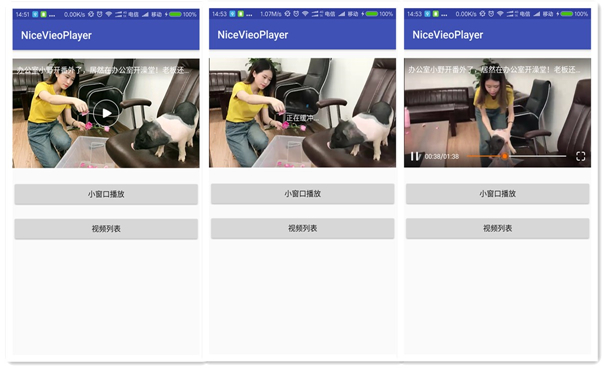 14:51 0.00K/s 电信 移动 100%
NiceVieoPlayer
办公室小野开番外了，居然在办公室开澡堂！老板还...
小窗口播放
视频列表
14:53 1.07M/s 电信 移动 100%
NiceVieoPlayer
正在缓冲...
小窗口播放
视频列表
14:53 0.00K/s 电信 移动 100%
NiceVieoPlayer
办公室小野开番外了，居然在办公室开澡堂！老板还...
00:38/01:38
小窗口播放
视频列表